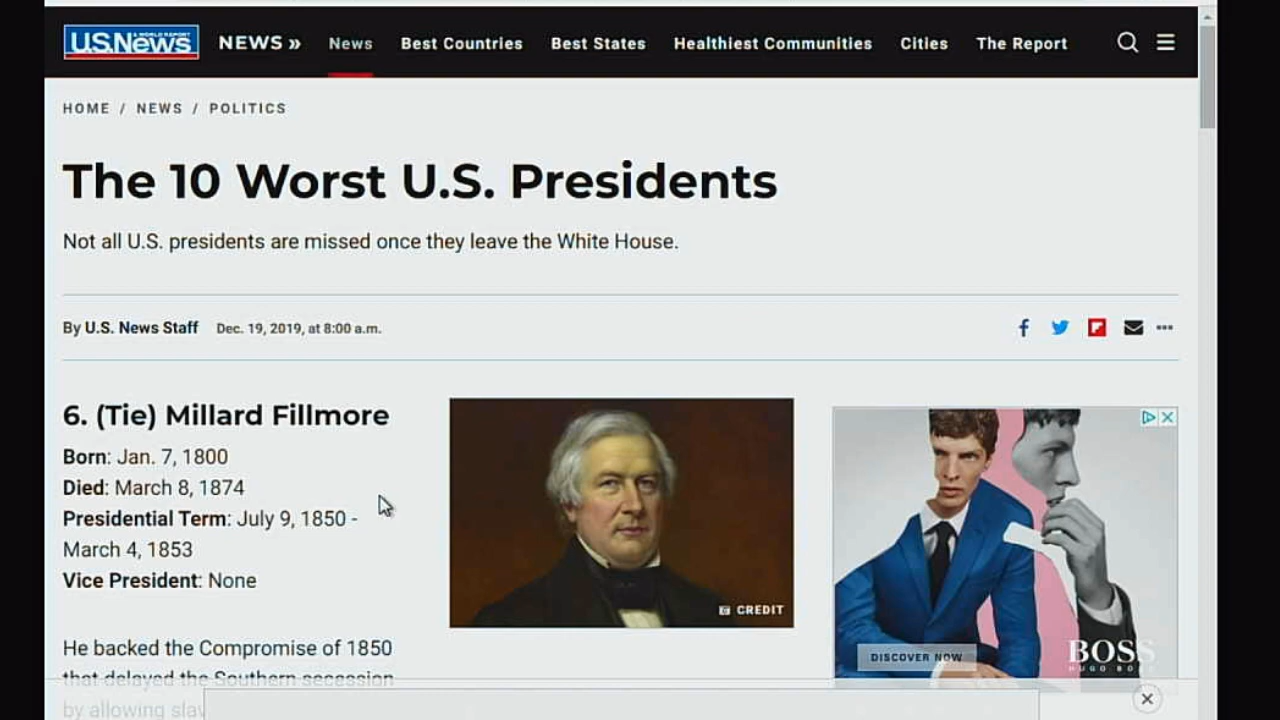 U.S.News
& WORLD REPORT
NEWS »
News
Best Countries
Best States
Healthiest Communities
Cities
The Report
HOME / NEWS / POLITICS
The 10 Worst U.S. Presidents
Not all U.S. presidents are missed once they leave the White House.
By U.S. News Staff Dec. 19, 2019, at 8:00 a.m.
6. (Tie) Millard Fillmore
Born: Jan. 7, 1800
Died: March 8, 1874
Presidential Term: July 9, 1850 -
March 4, 1853
Vice President: None
He backed the Compromise of 1850
that delayed the Southern secession
by allowing
CREDIT
DISCOVER NOW
BOSS
HUGO BOSS